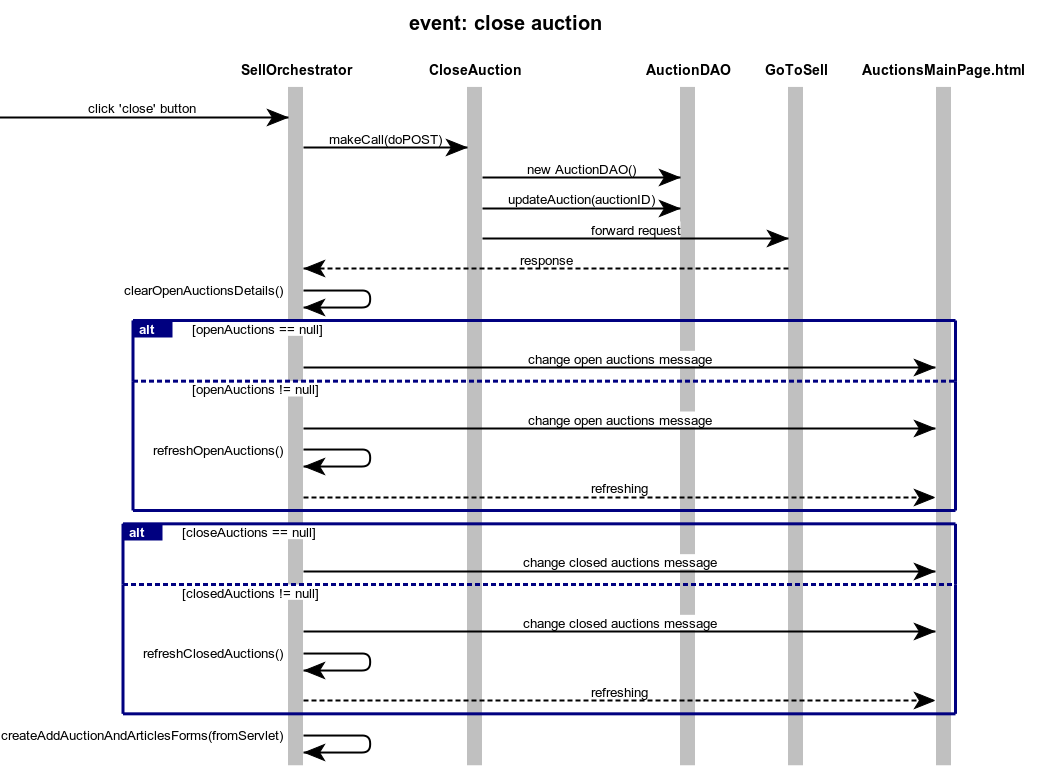 event: close auction
SellOrchestrator CloseAuction AuctionDAO GoToSell AuctionsMainPage.html
click 'close' button
makeCall(doPOST)
new AuctionDAO()
updateAuction(auctionID)
forward request
response
clearOpenAuctionsDetails()
alt [openAuctions == null]
change open auctions message
[openAuctions != null]
change open auctions message
refreshOpenAuctions()
refreshing
alt [closeAuctions == null]
change closed auctions message
[closedAuctions != null]
change closed auctions message
refreshClosedAuctions()
refreshing
createAddAuctionAndArticlesForms(fromServlet)